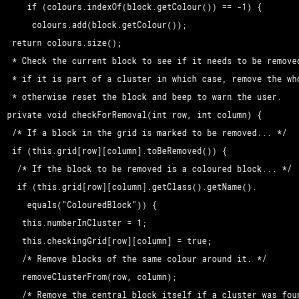 if (colours.indexOf(block.getColour()) == -1) {
colours.add(block.getColour());
return colours.size();
* Check the current block to see if it needs to be removed
* if it is part of a cluster in which case, remove the
* otherwise reset the block and beep to warn the user.
private void checkForRemoval(int row, int column) {
/* If a block in the grid is marked to be removed... */
if (this.grid[row][column].toBeRemoved()) {
/* If the block to be removed is a coloured block... */
if (this.grid[row][column].getClass().getName().
equals("ColouredBlock")) {
this.numberInCluster = 1;
this.checkingGrid[row][column] = true;
/* Remove blocks of the same colour around it. */
removeClusterFrom(row, column);
/* Remove the central block itself if a cluster was